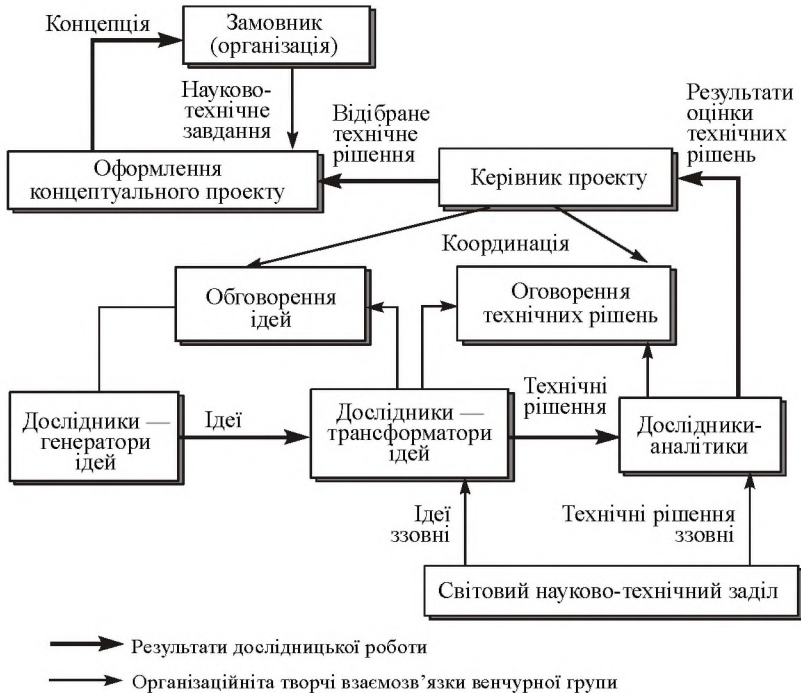 Концепція
Замовник
(організація)
Науково-
технічне
завдання
Відібране
технічне
рішення
Результати
оцінки
технічних
рішень
Оформлення
концептуального проекту
Керівник проекту
Координація
Обговорення
ідей
Оговорення
технічних рішень
Дослідники —
генератори
ідей
Ідеї
Дослідники —
трансформатори
ідей
Технічні
рішення
Дослідники-
аналітики
Ідеї
ззовні
Технічні рішення
ззовні
Світовий науково-технічний заділ
Результати дослідницької роботи
Організаційніта творчі взаємозв'язки венчурної групи